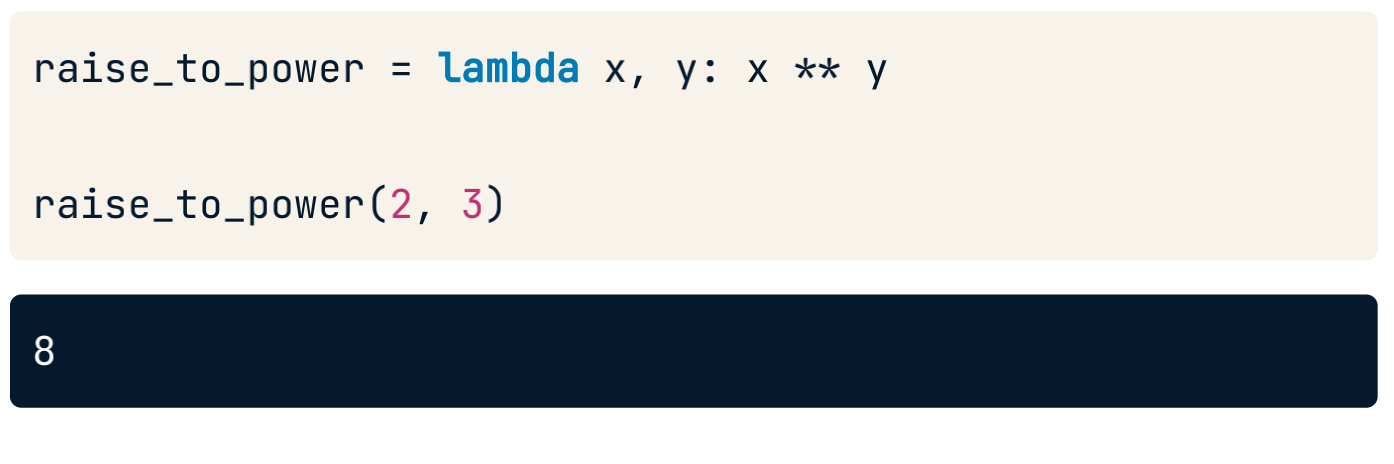 raise_to_power = lambda x, y: x ** y
raise_to_power(2, 3)
8